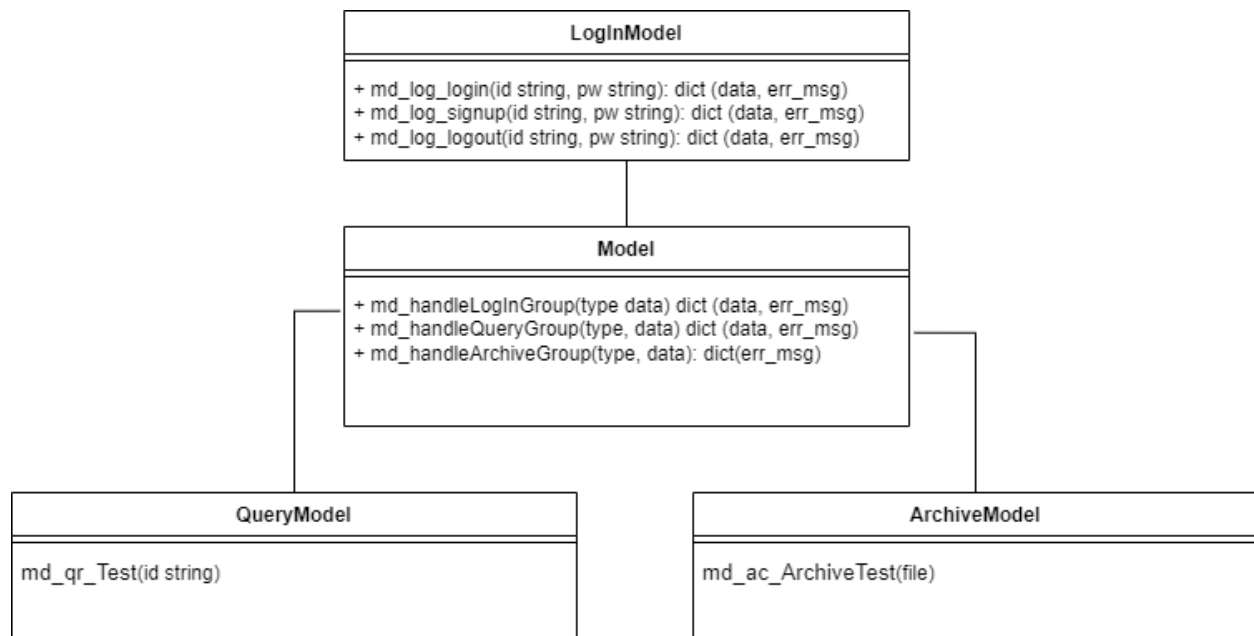 LogInModel
+ md_log_login(id string, pw string): dict (data, err_msg)
+ md_log_signup(id string, pw string): dict (data, err_msg)
+ md_log_logout(id string, pw string): dict (data, err_msg)
Model
+ md_handleLogInGroup(type data) dict (data, err_msg)
+ md_handleQueryGroup(type, data) dict (data, err_msg)
+ md_handleArchiveGroup(type, data): dict(err_msg)
QueryModel
md_qr_Test(id string)
ArchiveModel
md_ac_ArchiveTest(file)